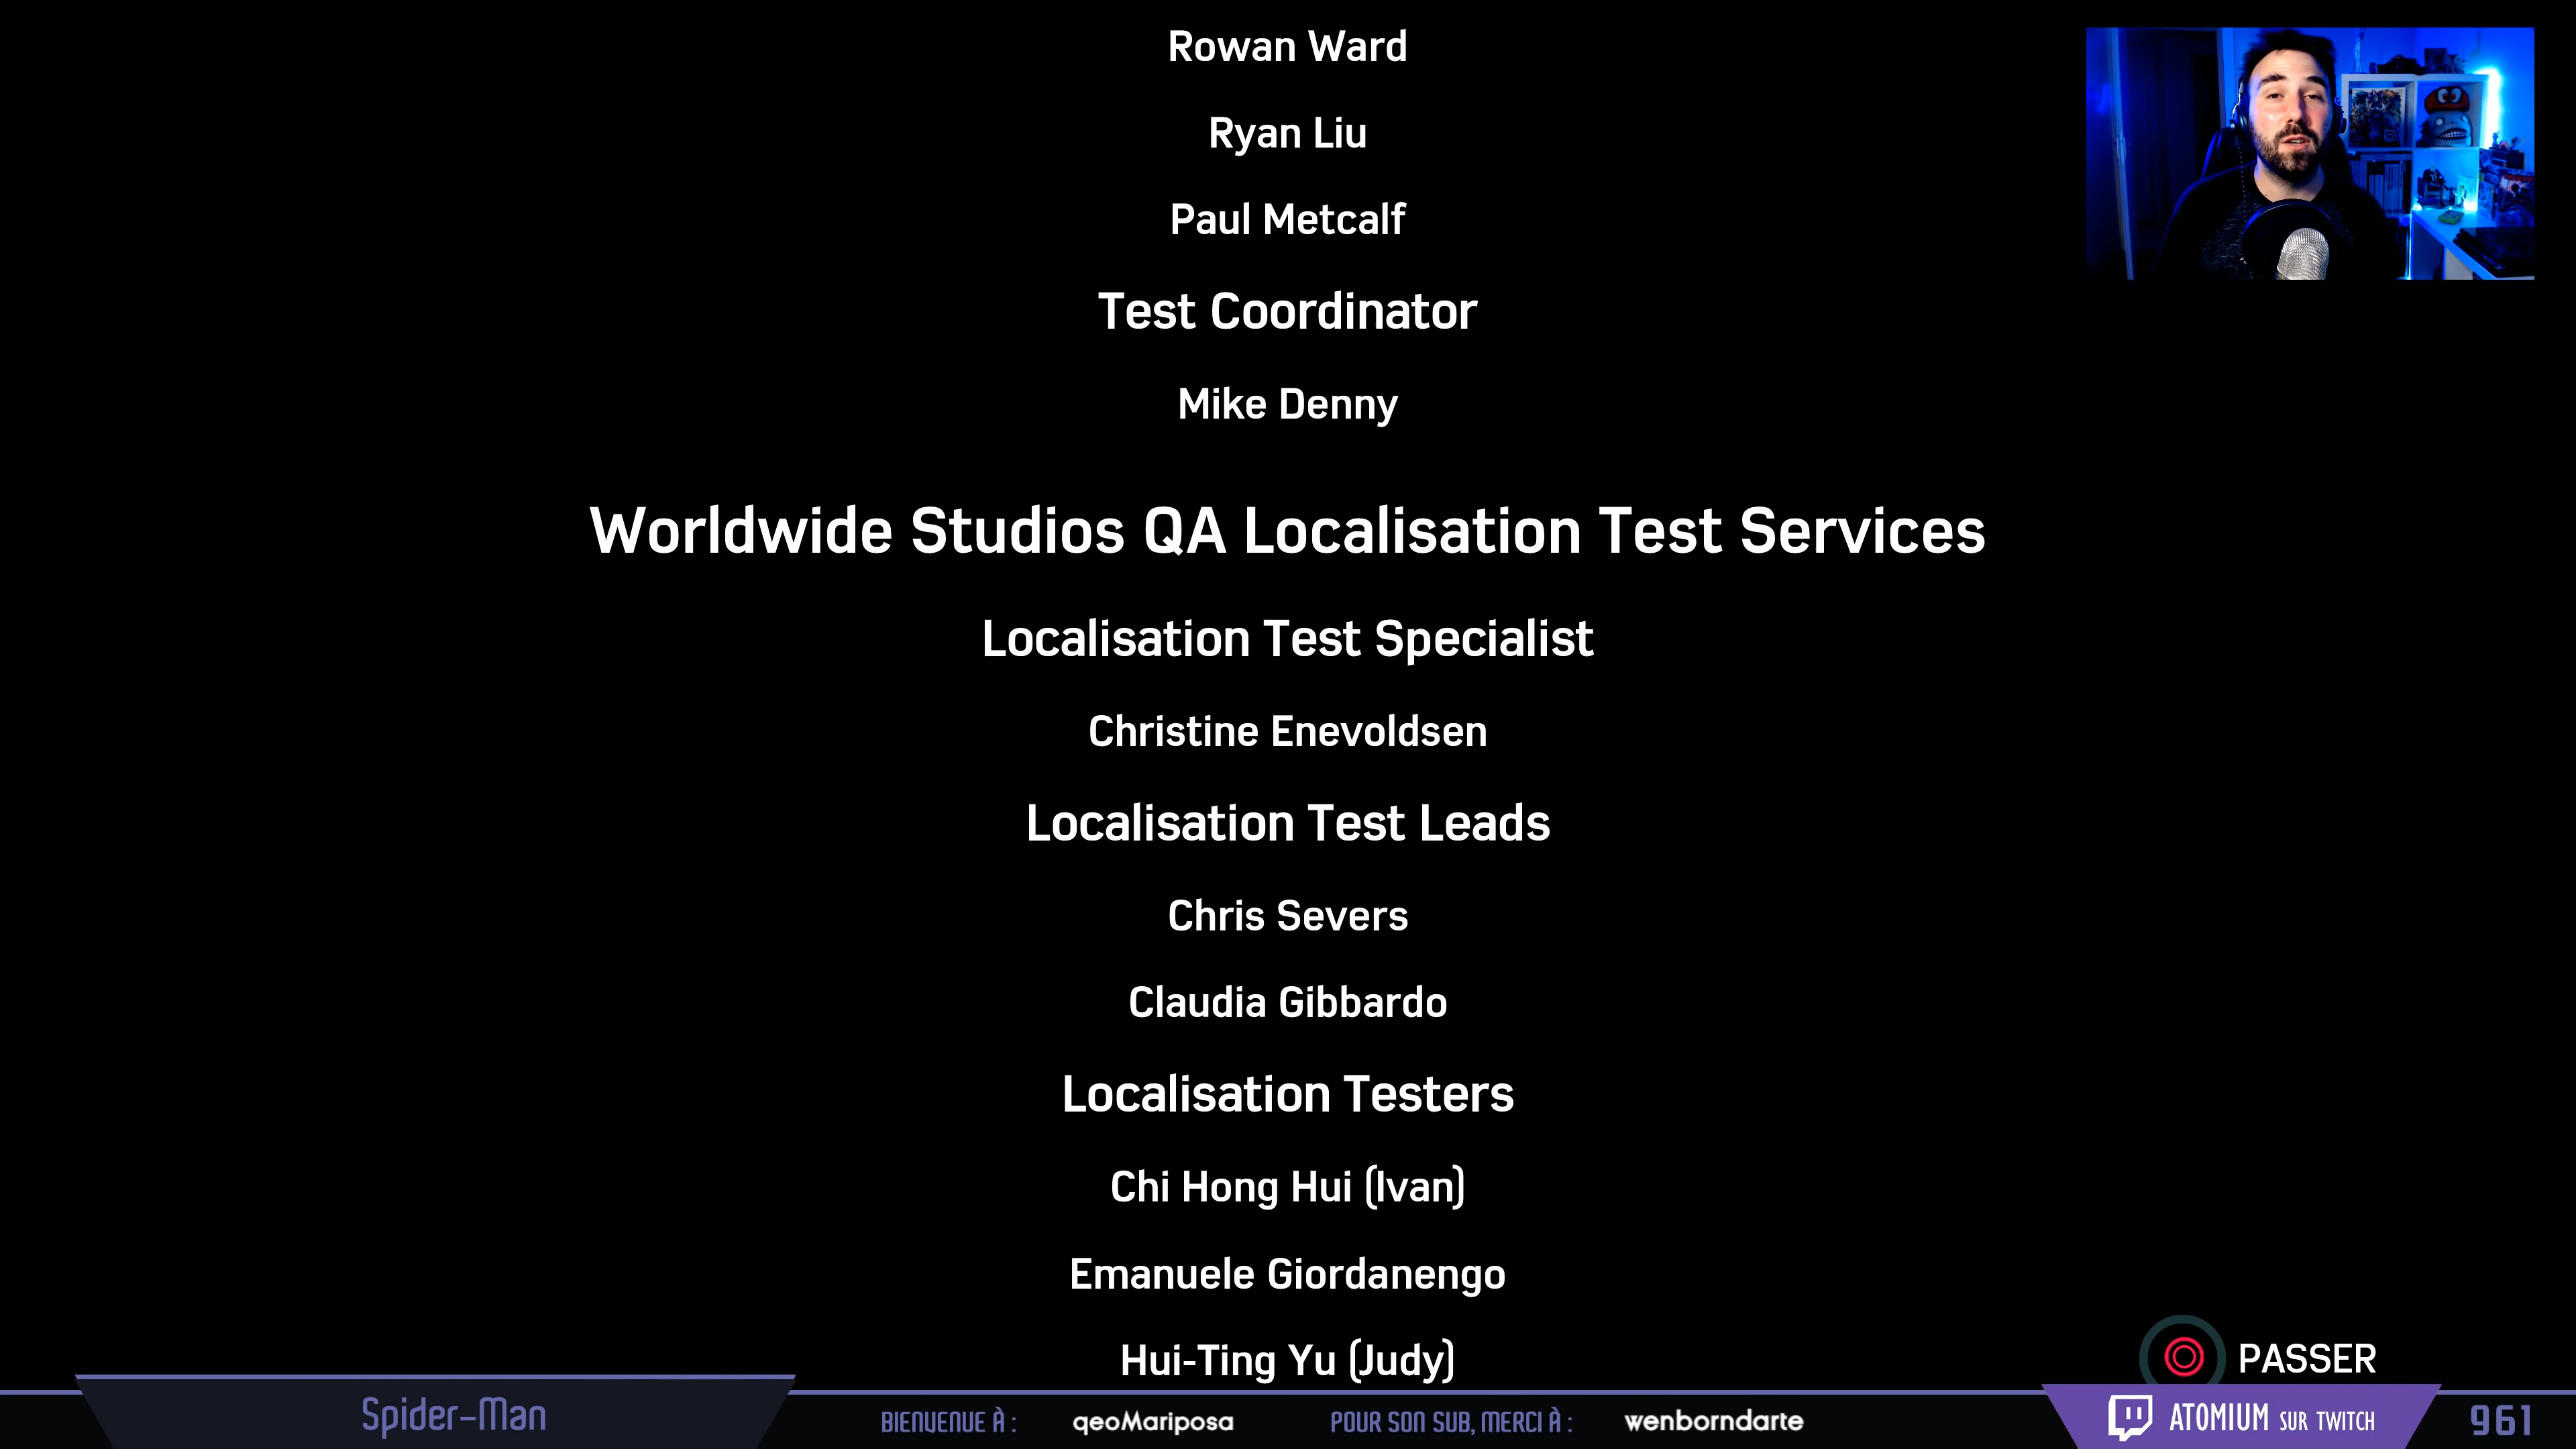 Rowan Ward
Ryan Liu
Paul Metcalf
Test Coordinator
Mike Denny
Worldwide Studios QA Localisation Test Services
Localisation Test Specialist
Christine Enevoldsen
Localisation Test Leads
Chris Severs
Claudia Gibbardo
Localisation Testers
Chi Hong Hui (Ivan)
Emanuele Giordanengo
Hui-Ting Yu (Judy)
PASSER
Spider-Man
BIENVENUE À : qeoMariposa
POUR SON SUB, MERCI À : wenborndarte
ATOMIUM SUR TWITCH
961